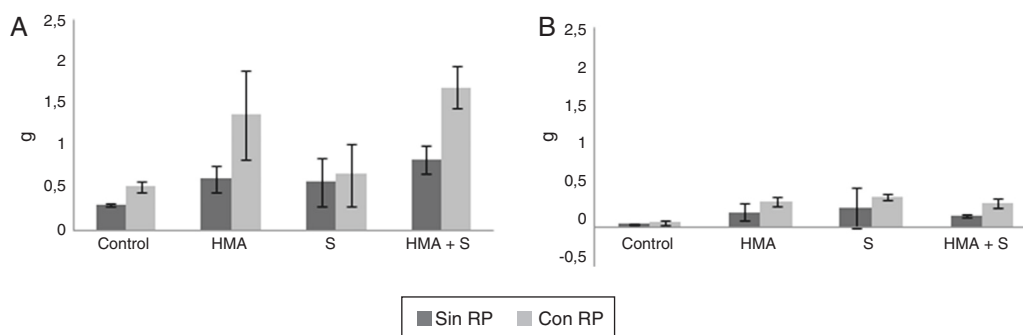 A
2,5
2
1,5
1
0,5
0
g
Control HMA S HMA + S
B
2,5
2
1,5
1
0,5
0
-0,5
g
Control HMA S HMA + S
Sin RP Con RP